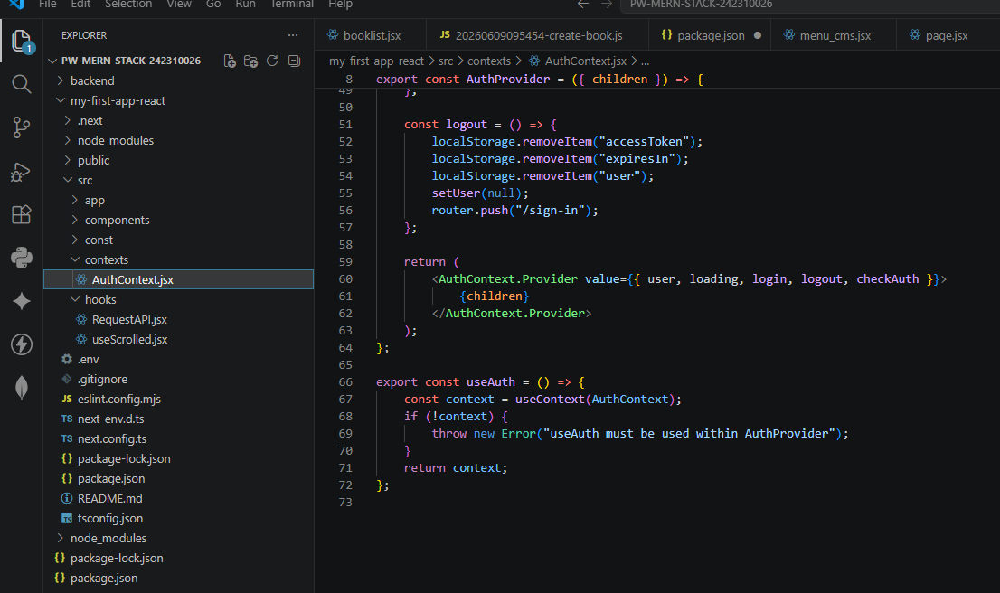 File Edit Selection View Go Run Terminal Help PW-MERN-STACK-242310026
EXPLORER
PW-MERN-STACK-242310026
backend
my-first-app-react
.next
node_modules
public
src
app
components
const
contexts
AuthContext.jsx
hooks
RequestAPI.jsx
useScrolled.jsx
.env
.gitignore
JS eslint.config.mjs
TS next-env.d.ts
TS next.config.ts
{} package-lock.json
{} package.json
README.md
tsconfig.json
node_modules
{} package-lock.json
{} package.json
1
booklist.jsx JS 20260609095454-create-book.js {} package.json menu_cms.jsx page.jsx
my-first-app-react > src > contexts > AuthContext.jsx > ...
8 export const AuthProvider = ({ children }) => {
49 };
50
51 const logout = () => {
52 localStorage.removeItem("accessToken");
53 localStorage.removeItem("expiresIn");
54 localStorage.removeItem("user");
55 setUser(null);
56 router.push("/sign-in");
57 };
58
59 return (
60 <AuthContext.Provider value={{ user, loading, login, logout, checkAuth }}>
61 {children}
62 </AuthContext.Provider>
63 );
64 };
65
66 export const useAuth = () => {
67 const context = useContext(AuthContext);
68 if (!context) {
69 throw new Error("useAuth must be used within AuthProvider");
70 }
71 return context;
72 };
73